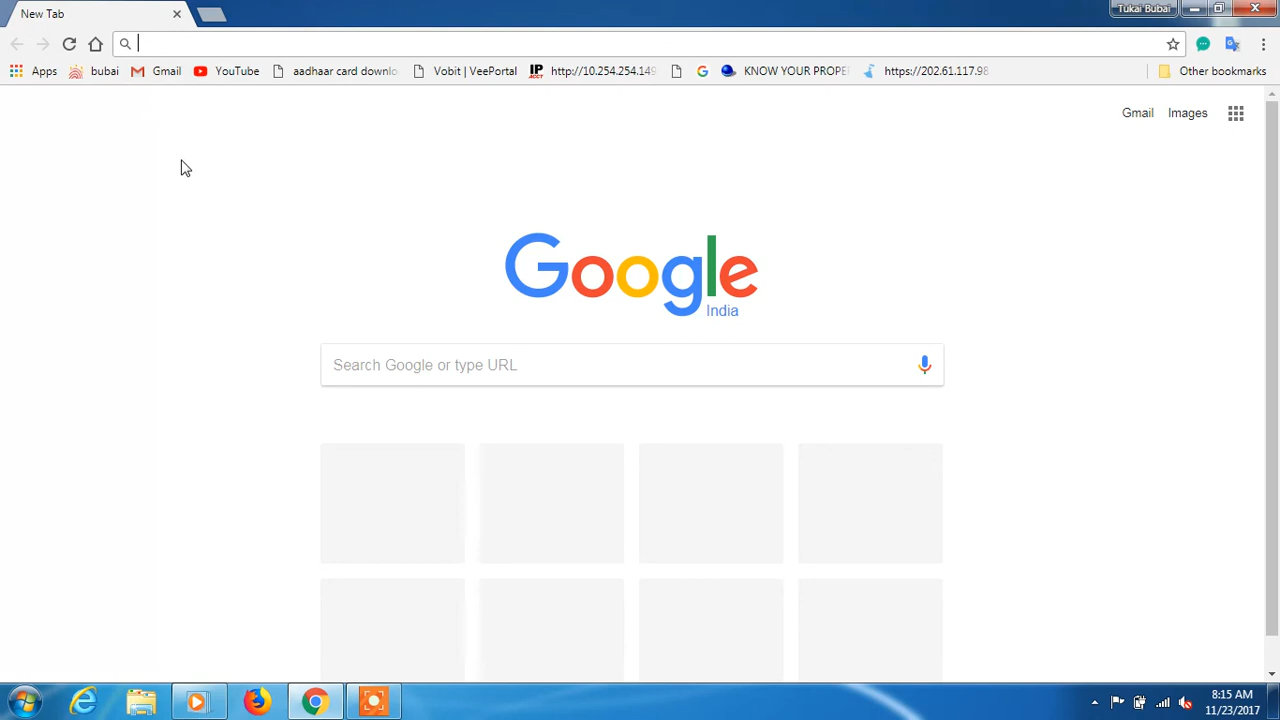 New Tab
Tukai Bubai
Apps bubai Gmail YouTube aadhaar card downlo Vobit | VeePortal http://10.254.254.149 KNOW YOUR PROPE https://202.61.117.98 Other bookmarks
Gmail Images
Google
India
Search Google or type URL
8:15 AM
11/23/2017